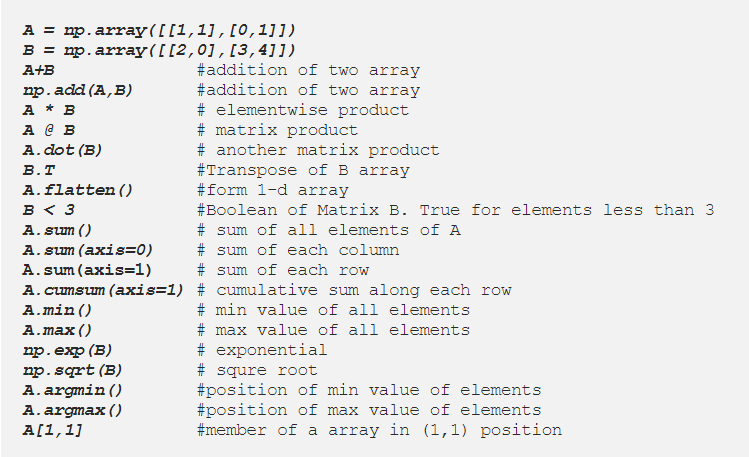 A = np.array([[1,1],[0,1]])
B = np.array([[2,0],[3,4]])
A+B #addition of two array
np.add(A,B) #addition of two array
A * B # elementwise product
A @ B # matrix product
A.dot(B) # another matrix product
B.T #Transpose of B array
A.flatten() #form 1-d array
B < 3 #Boolean of Matrix B. True for elements less than 3
A.sum() # sum of all elements of A
A.sum(axis=0) # sum of each column
A.sum(axis=1) # sum of each row
A.cumsum(axis=1) # cumulative sum along each row
A.min() # min value of all elements
A.max() # max value of all elements
np.exp(B) # exponential
np.sqrt(B) # squre root
A.argmin() #position of min value of elements
A.argmax() #position of max value of elements
A[1,1] #member of a array in (1,1) position